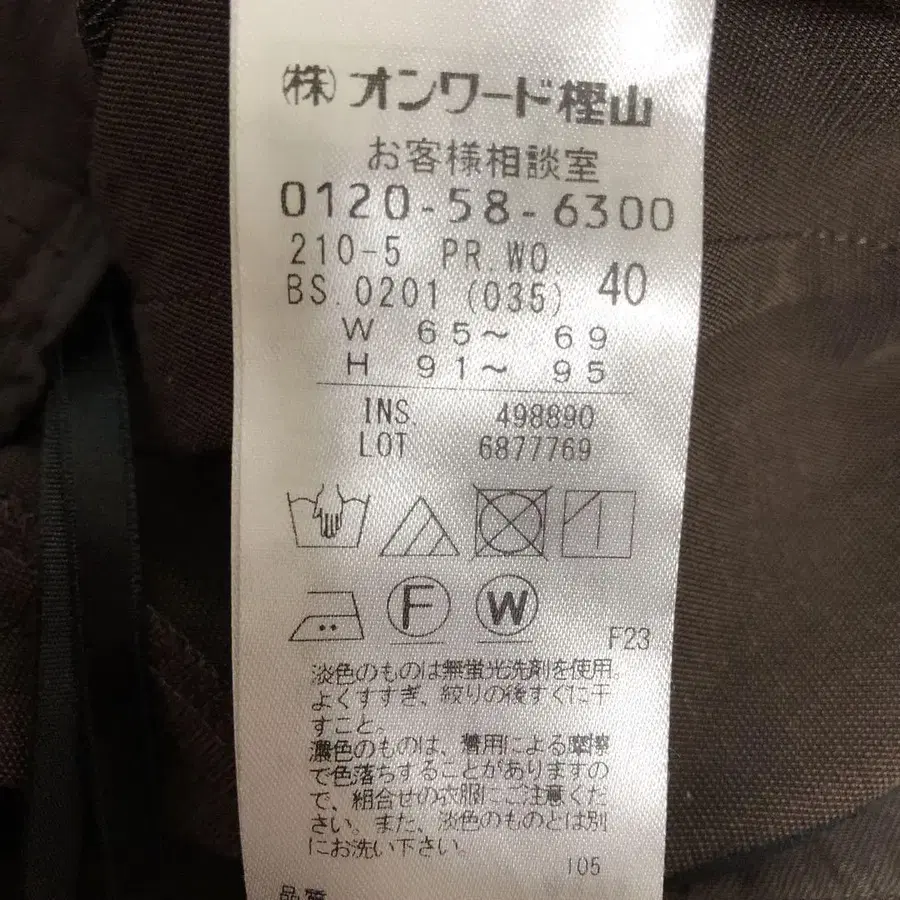 ㈱オンワード樫山
お客様相談室
0120-58-6300
210-5 PR.WO. 40
BS.0201 (035)
W 65～ 69
H 91～ 95
INS. 498890
LOT 6877769
F W
F23
淡色のものは無蛍光洗剤を使用。
よくすすぎ、絞りの後すぐに干
すこと。
濃色のものは、着用による摩擦
で色落ちすることがありますの
で、組合せの衣服にご注意くだ
さい。また、淡色のものとは別
にお洗い下さい。
105
品質